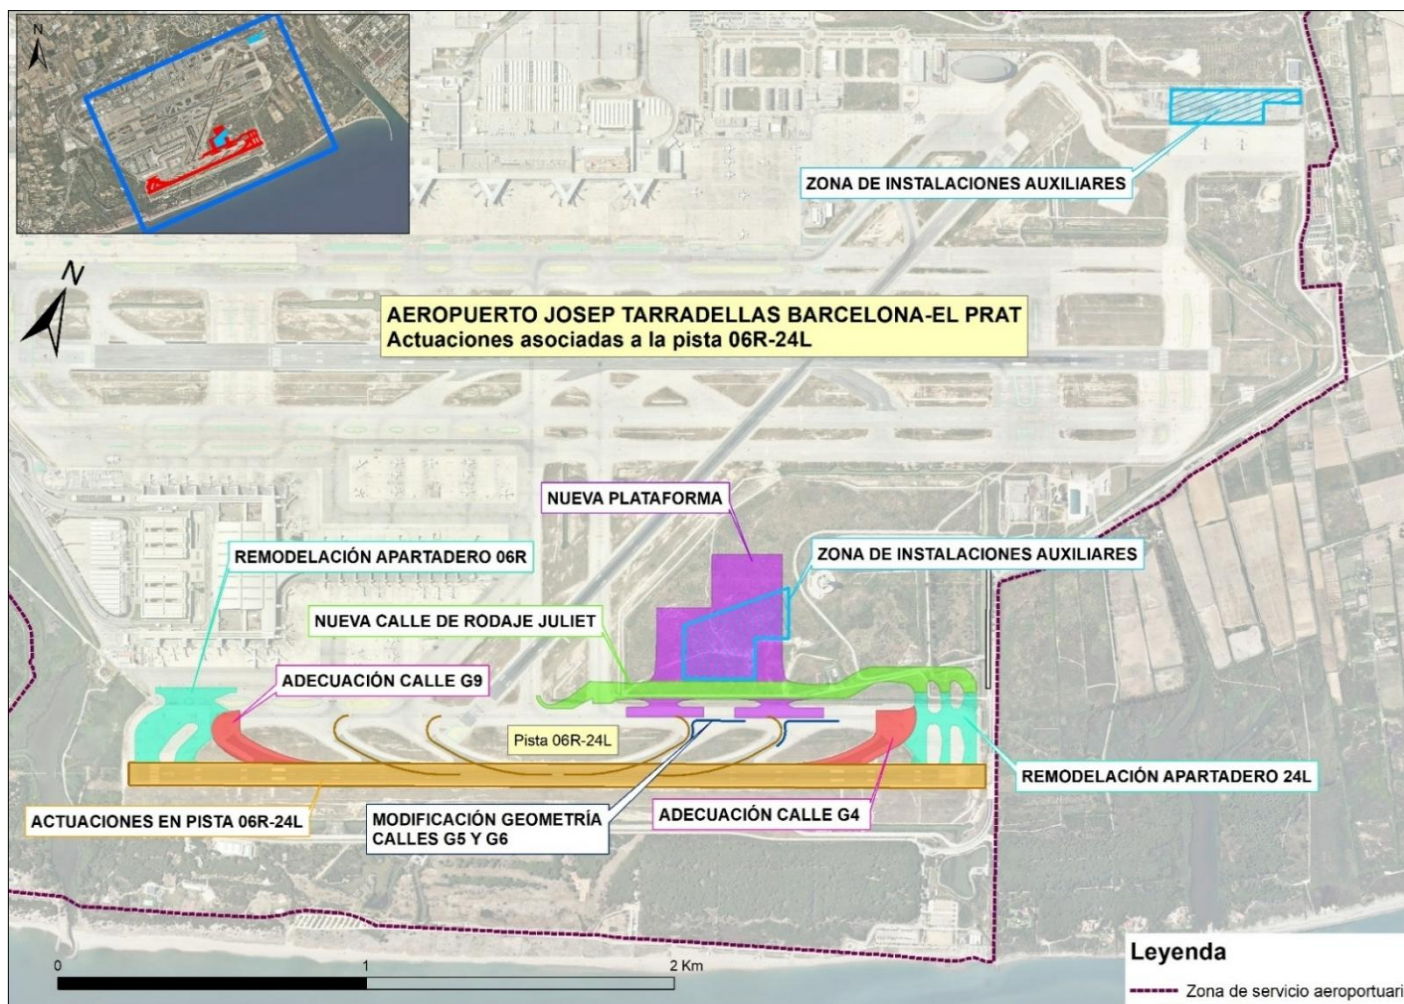 N
ZONA DE INSTALACIONES AUXILIARES
N
AEROPUERTO JOSEP TARRADELLAS BARCELONA-EL PRAT
Actuaciones asociadas a la pista 06R-24L
NUEVA PLATAFORMA
REMODELACIÓN APARTADERO 06R
ZONA DE INSTALACIONES AUXILIARES
NUEVA CALLE DE RODAJE JULIET
ADECUACIÓN CALLE G9
Pista 06R-24L
REMODELACIÓN APARTADERO 24L
ACTUACIONES EN PISTA 06R-24L
MODIFICACIÓN GEOMETRÍA
CALLES G5 Y G6
ADECUACIÓN CALLE G4
Leyenda
Zona de servicio aeroportuari
0 1 2 Km